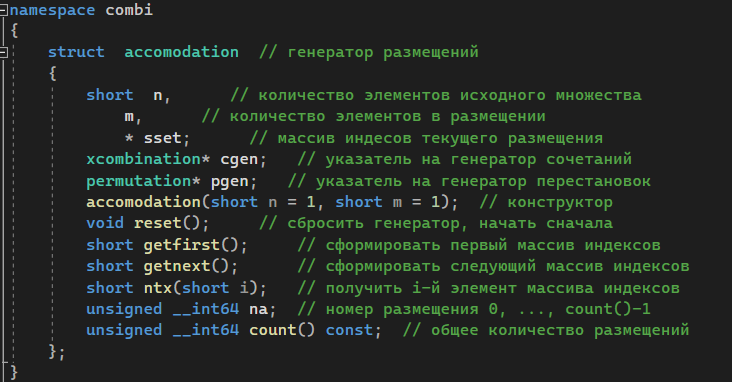 namespace combi
{
struct accomodation // генератор размещений
{
short n, // количество элементов исходного множества
m, // количество элементов в размещении
* sset; // массив индесов текущего размещения
xcombination* cgen; // указатель на генератор сочетаний
permutation* pgen; // указатель на генератор перестановок
accomodation(short n = 1, short m = 1); // конструктор
void reset(); // сбросить генератор, начать сначала
short getfirst(); // сформировать первый массив индексов
short getnext(); // сформировать следующий массив индексов
short ntx(short i); // получить i-й элемент массива индексов
unsigned __int64 na; // номер размещения 0, ..., count()-1
unsigned __int64 count() const; // общее количество размещений
};
}